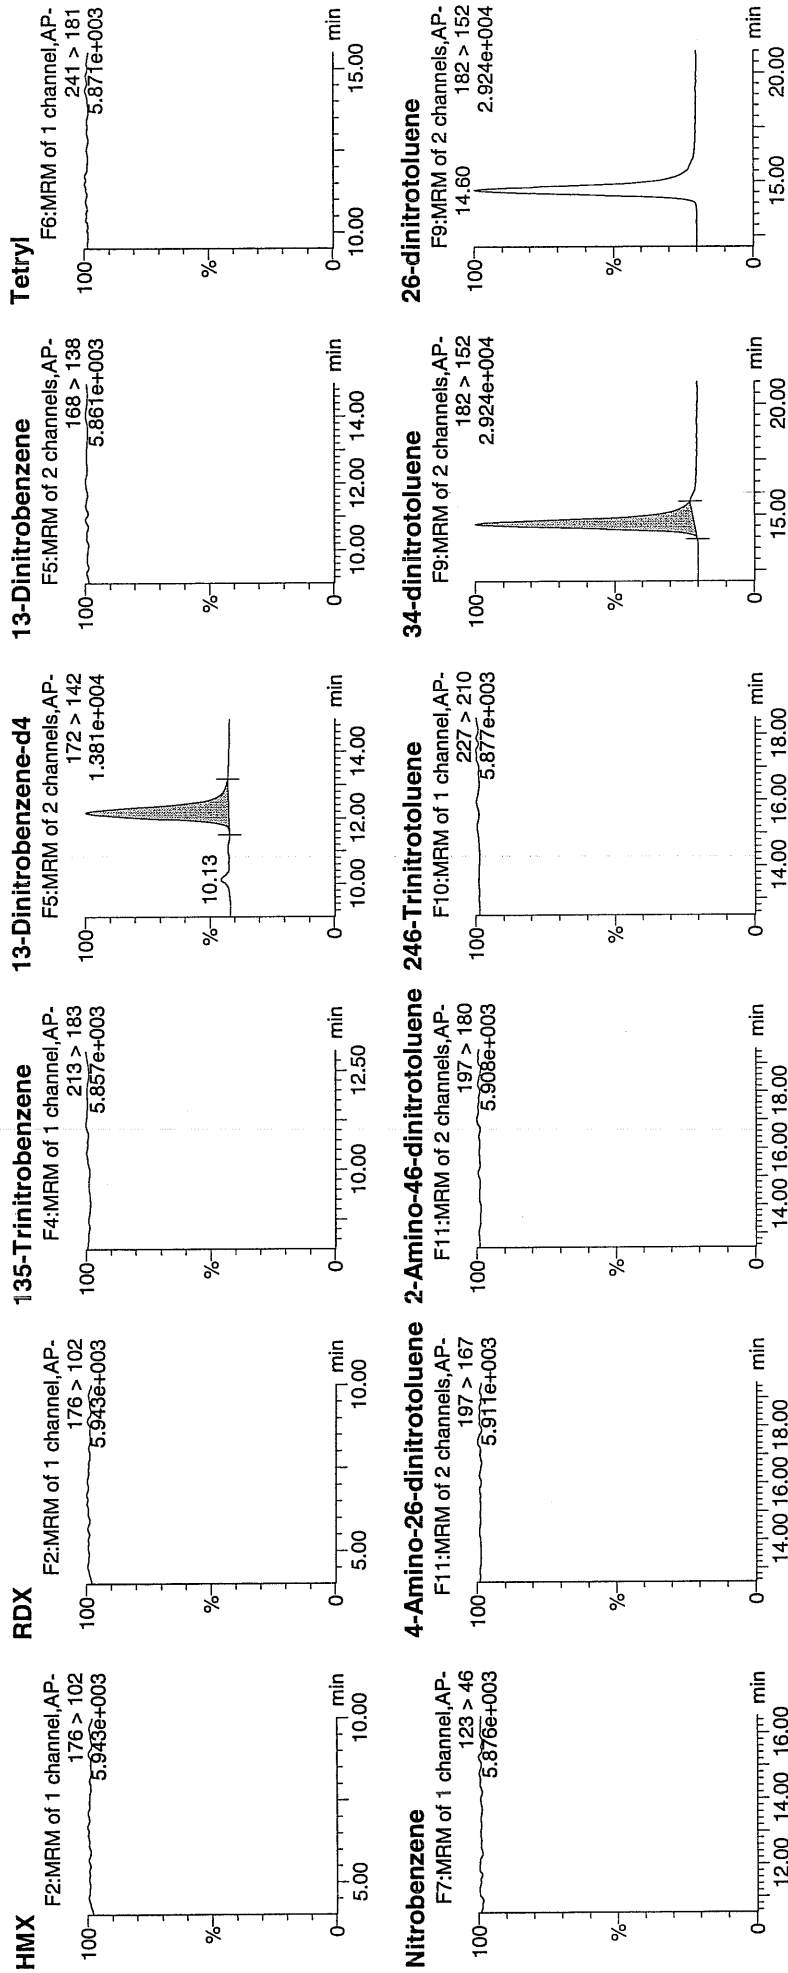 HMX
F2:MRM of 1 channel,AP-
176 > 102
5.943e+003
100
%
0
5.00
10.00
min
RDX
F2:MRM of 1 channel,AP-
176 > 102
5.943e+003
100
%
0
5.00
10.00
min
135-Trinitrobenzene
F4:MRM of 1 channel,AP-
213 > 183
5.857e+003
100
%
0
10.00
12.50
min
13-Dinitrobenzene-d4
F5:MRM of 2 channels,AP-
172 > 142
1.381e+004
100
%
0
10.13
10.00
12.00
14.00
min
13-Dinitrobenzene
F5:MRM of 2 channels,AP-
168 > 138
5.861e+003
100
%
0
10.00
12.00
14.00
min
Tetryl
F6:MRM of 1 channel,AP-
241 > 181
5.871e+003
100
%
0
10.00
15.00
min
Nitrobenzene
F7:MRM of 1 channel,AP-
123 > 46
5.876e+003
100
%
0
12.00
14.00
16.00
min
4-Amino-26-dinitrotoluene
F11:MRM of 2 channels,AP-
197 > 167
5.911e+003
100
%
0
14.00
16.00
18.00
min
2-Amino-46-dinitrotoluene
F11:MRM of 2 channels,AP-
197 > 180
5.908e+003
100
%
0
14.00
16.00
18.00
min
246-Trinitrotoluene
F10:MRM of 1 channel,AP-
227 > 210
5.877e+003
100
%
0
14.00
16.00
18.00
min
34-dinitrotoluene
F9:MRM of 2 channels,AP-
182 > 152
2.924e+004
100
%
0
15.00
20.00
min
26-dinitrotoluene
F9:MRM of 2 channels,AP-
182 > 152
2.924e+004
14.60
100
%
0
15.00
20.00
min